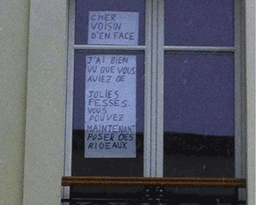 CHER
VOISIN
D'EN FACE
J'AI BIEN
VU QUE VOUS
AVIEZ DE
JOLIES
FESSES.
VOUS
POUVEZ
MAINTENANT
POSER DES
RIDEAUX